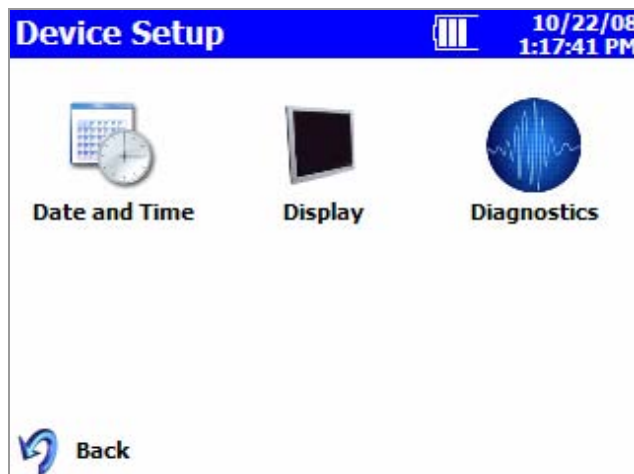 Device Setup
10/22/08
1:17:41 PM
Date and Time
Display
Diagnostics
Back